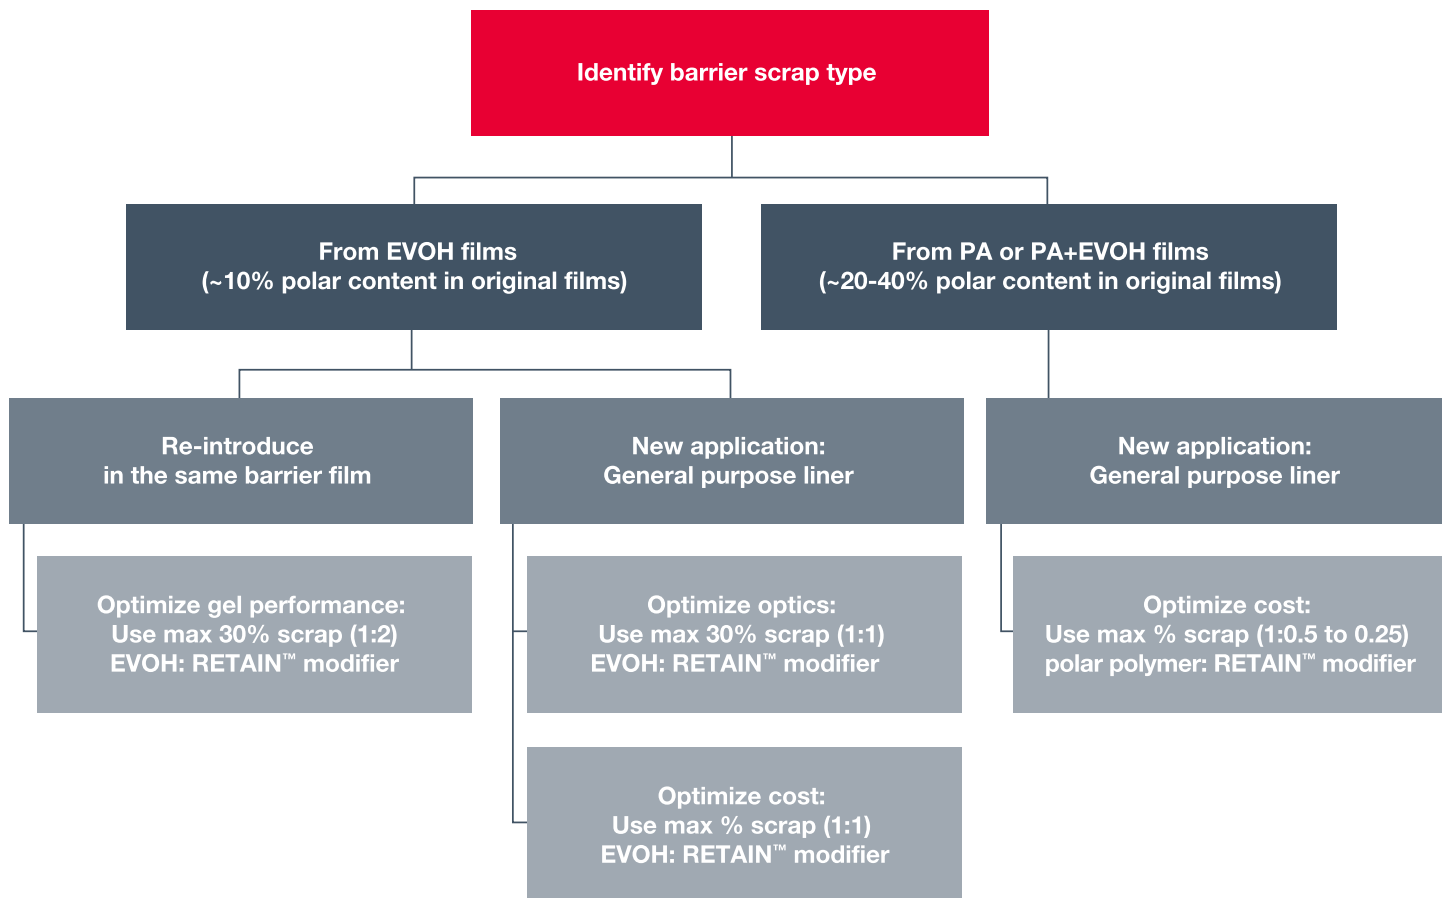 Identify barrier scrap type
From EVOH films
(~10% polar content in original films)
From PA or PA+EVOH films
(~20-40% polar content in original films)
Re-introduce
in the same barrier film
New application:
General purpose liner
New application:
General purpose liner
Optimize gel performance:
Use max 30% scrap (1:2)
EVOH: RETAIN™ modifier
Optimize optics:
Use max 30% scrap (1:1)
EVOH: RETAIN™ modifier
Optimize cost:
Use max % scrap (1:0.5 to 0.25)
polar polymer: RETAIN™ modifier
Optimize cost:
Use max % scrap (1:1)
EVOH: RETAIN™ modifier